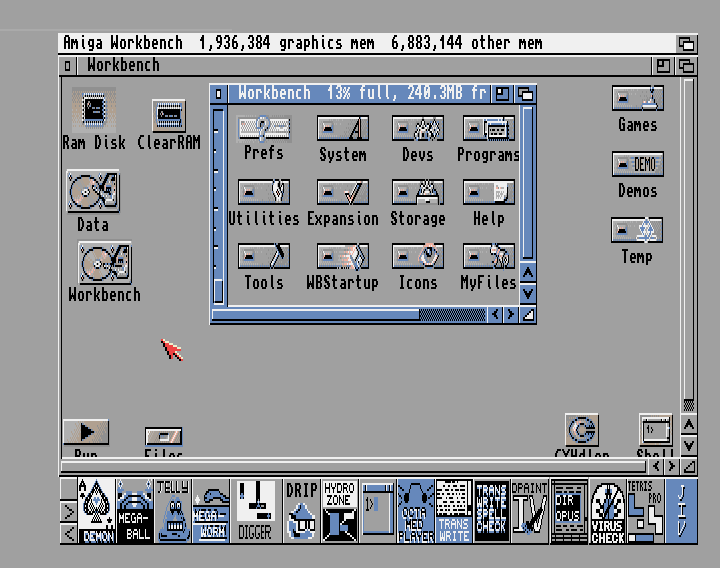 Amiga Workbench 1,936,384 graphics mem 6,883,144 other mem
Workbench
Workbench 13% full, 240.3MB fr
Ram Disk
ClearRAM
Data
Workbench
Prefs
System
Devs
Programs
Utilities
Expansion
Storage
Help
Tools
WBStartup
Icons
MyFiles
Games
DEMO
Demos
Temp
Run
Files
Shell
1>
DEMON
MEGA-
BALL
JELLY
MEGA-
WORM
DIGGER
DRIP
HYDRO
ZONE
1>
OCTA
MED
PLAYER
TRANS
WRITE
TRANS
WRITE
SPELL
CHECK
DPAINT
IV
DIR
OPUS
VIRUS
CHECK
TETRIS
PRO